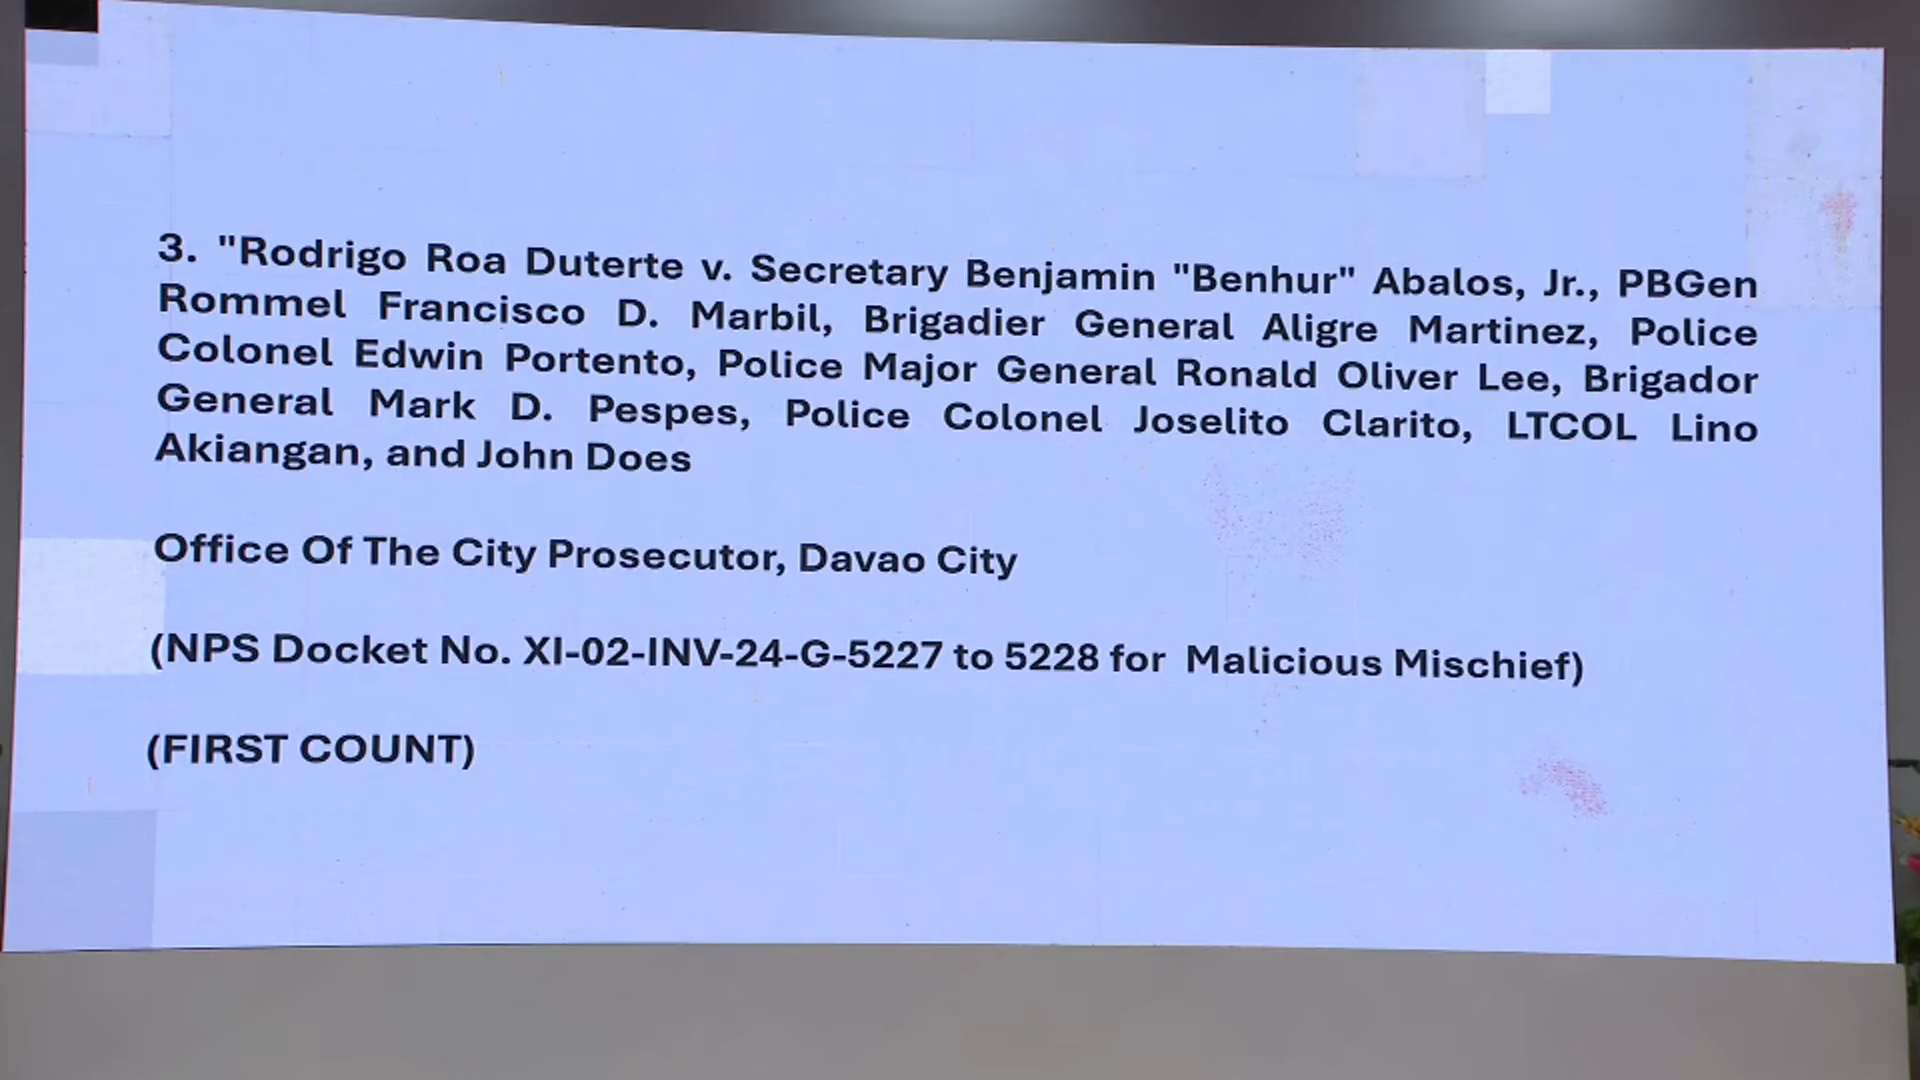 3. "Rodrigo Roa Duterte v. Secretary Benjamin "Benhur" Abalos, Jr., PBGen
Rommel Francisco D. Marbil, Brigadier General Aligre Martinez, Police
Colonel Edwin Portento, Police Major General Ronald Oliver Lee, Brigador
General Mark D. Pespes, Police Colonel Joselito Clarito, LTCOL Lino
Akiangan, and John Does
Office Of The City Prosecutor, Davao City
(NPS Docket No. XI-02-INV-24-G-5227 to 5228 for Malicious Mischief)
(FIRST COUNT)